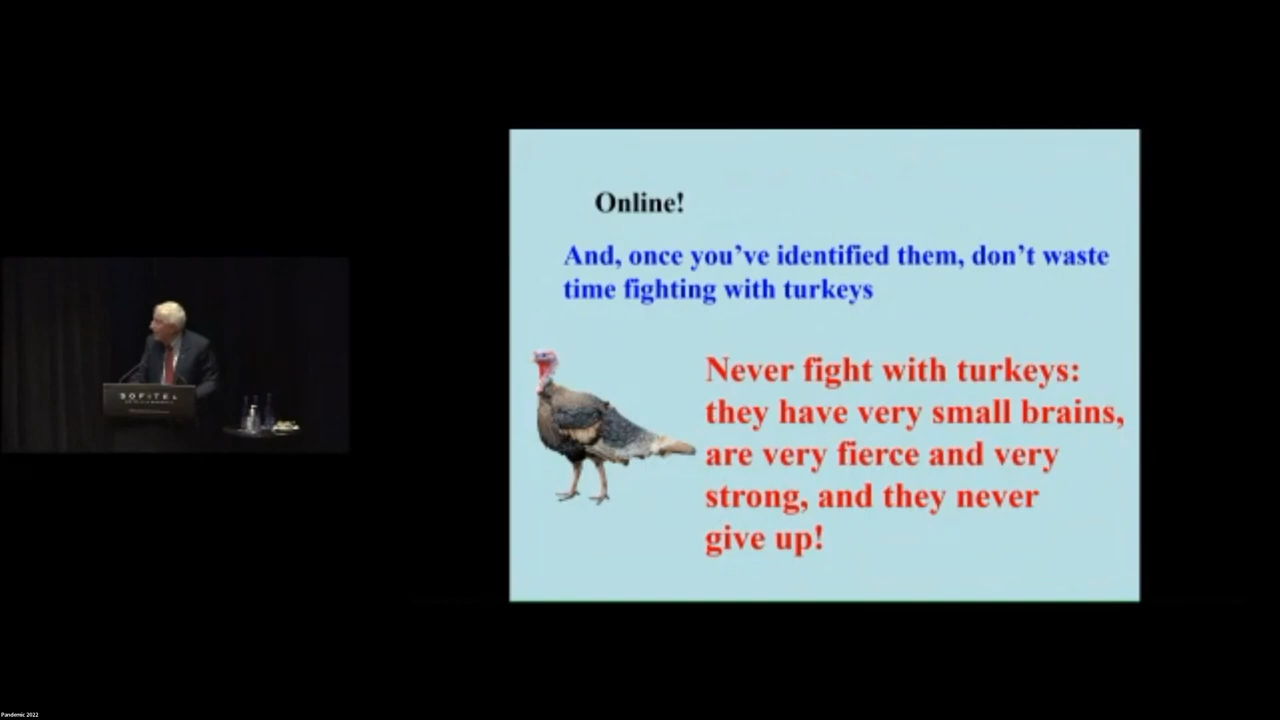 Online!
And, once you've identified them, don't waste
time fighting with turkeys
Never fight with turkeys:
they have very small brains,
are very fierce and very
strong, and they never
give up!
SOFITEL
Pandemic 2022